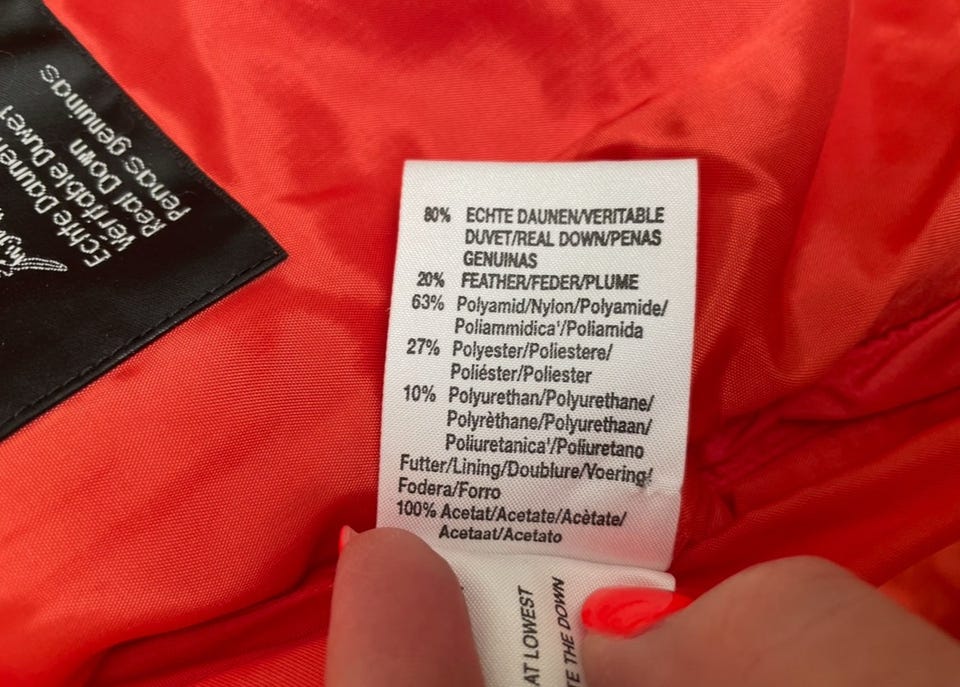 Echte Daunen
Veritable Duvet
Real Down
Penas genuinas
80% ECHTE DAUNEN/VERITABLE
DUVET/REAL DOWN/PENAS
GENUINAS
20% FEATHER/FEDER/PLUME
63% Polyamid/Nylon/Polyamide/
Poliammidica'/Poliamida
27% Polyester/Poliestere/
Poliéster/Poliester
10% Polyurethan/Polyurethane/
Polyrèthane/Polyurethaan/
Poliuretanica'/Poliuretano
Futter/Lining/Doublure/Voering/
Fodera/Forro
100% Acetat/Acetate/Acètate/
Acetaat/Acetato
AT LOWEST
THE DOWN